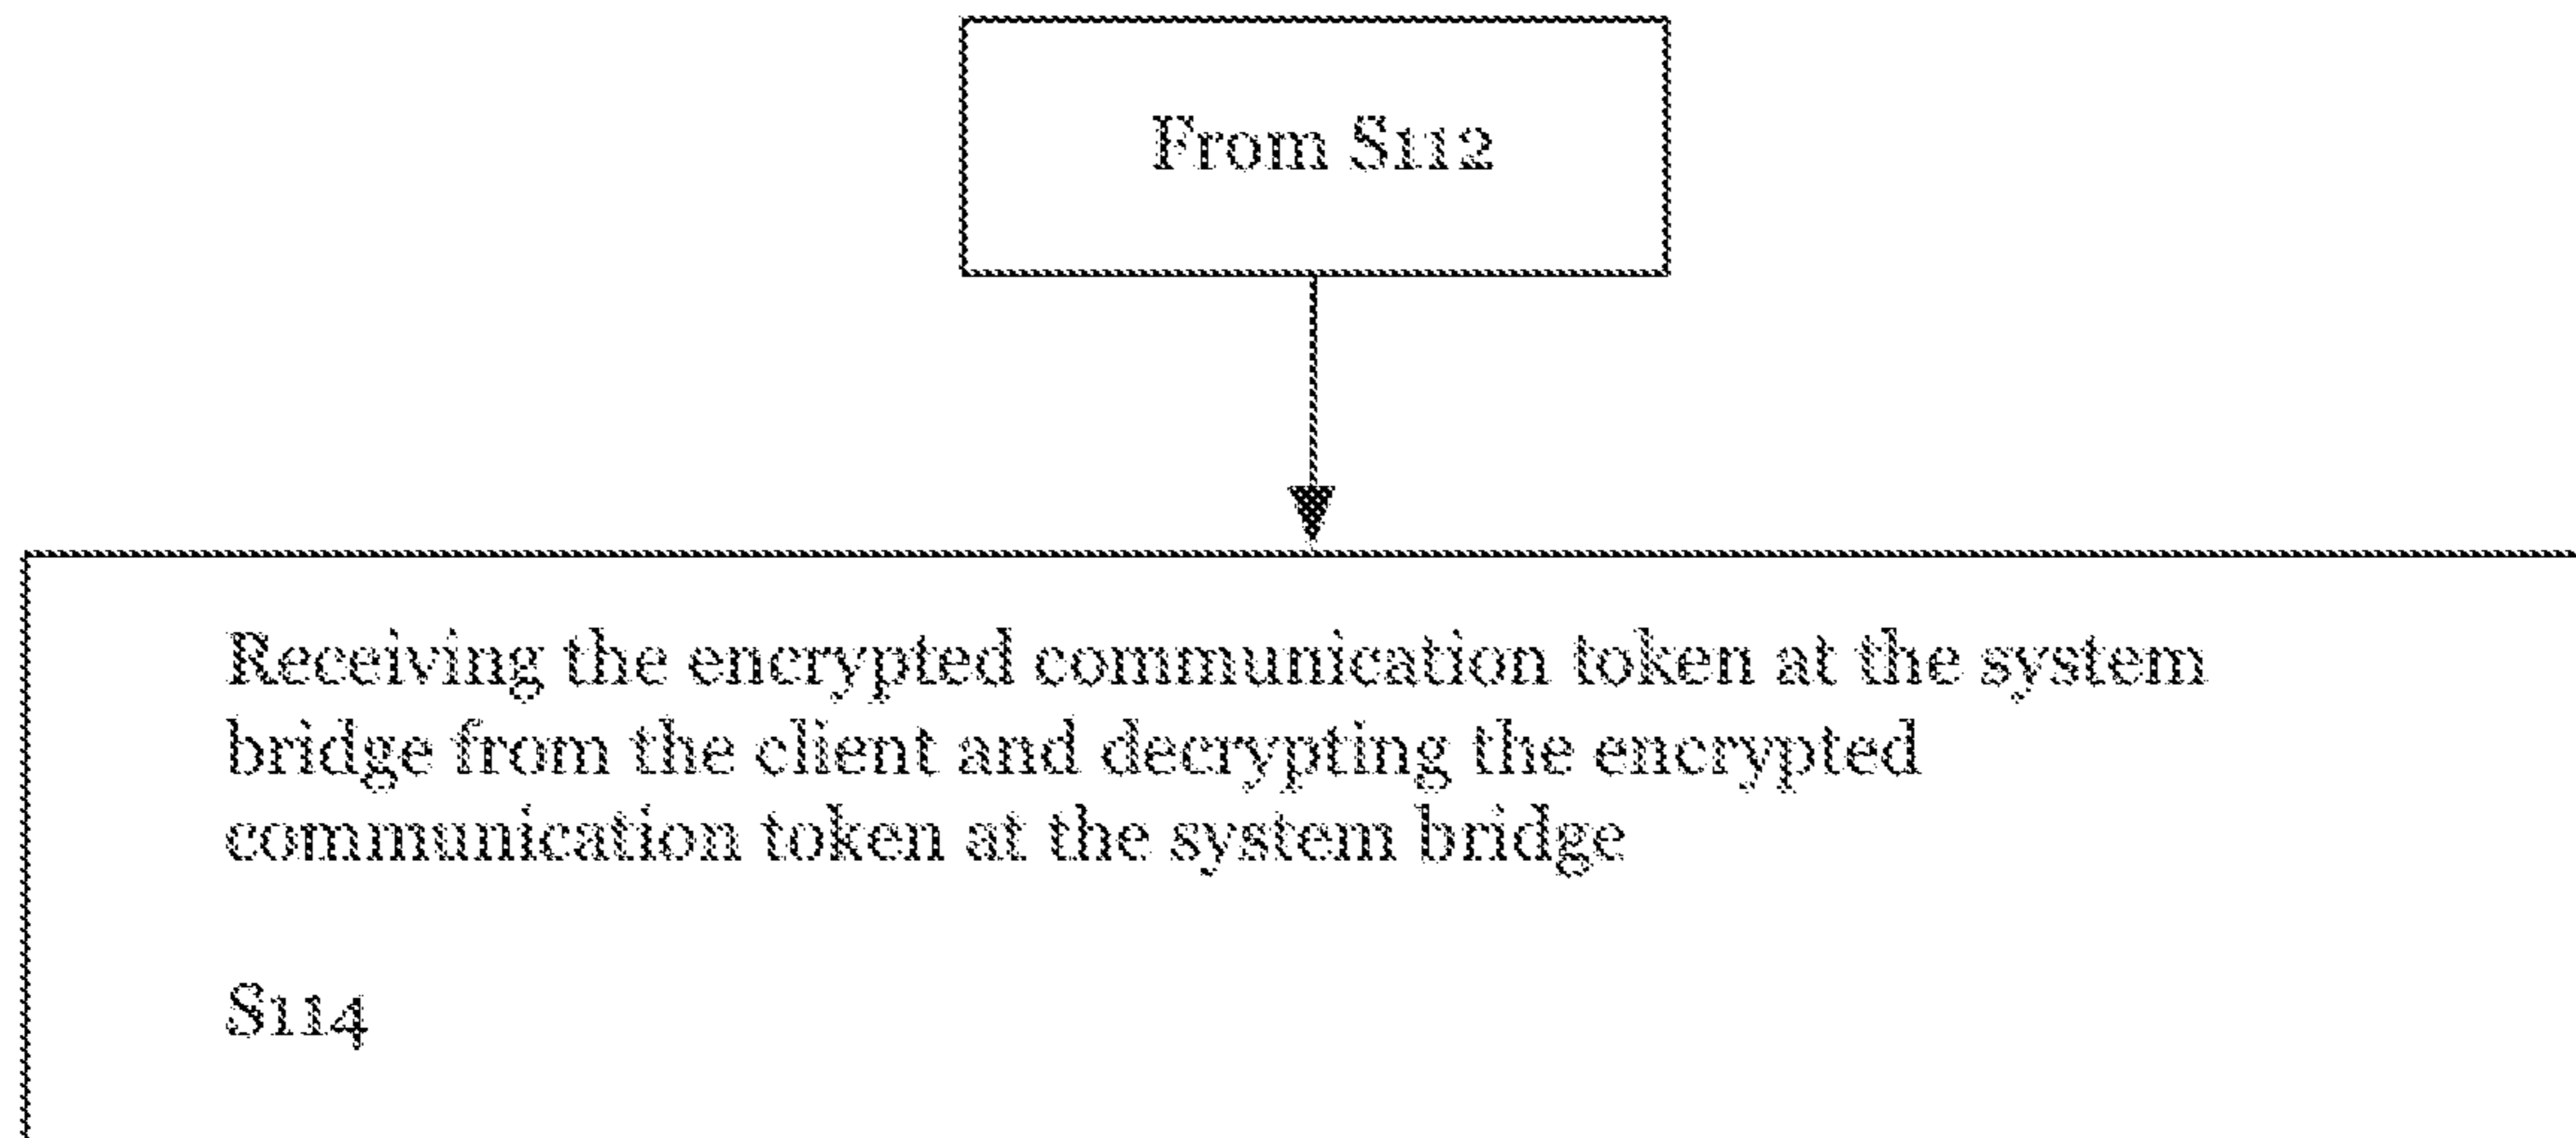 From S112
Receiving the encrypted communication token at the system
bridge from the client and decrypting the encrypted
communication token at the system bridge
S114